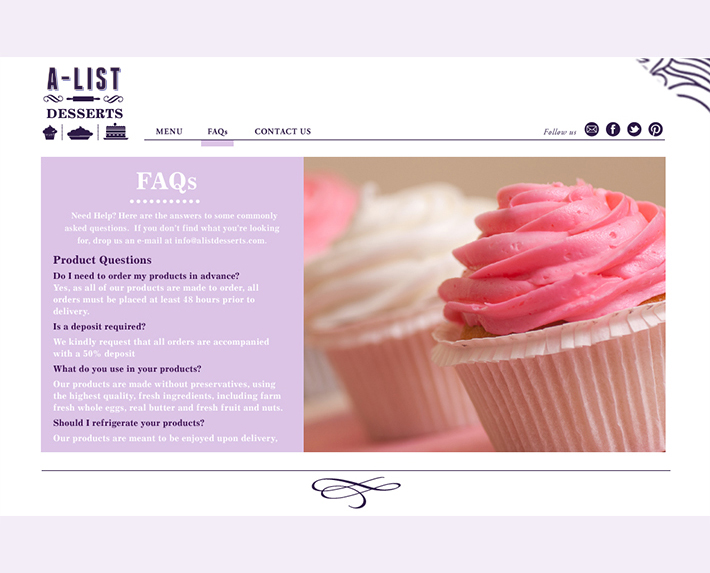 A-LIST
DESSERTS
MENU
FAQs
CONTACT US
Follow us
FAQs
Need Help? Here are the answers to some commonly
asked questions. If you don't find what you're looking
for, drop us an e-mail at info@alistdesserts.com.
Product Questions
Do I need to order my products in advance?
Yes, as all of our products are made to order, all
orders must be placed at least 48 hours prior to
delivery.
Is a deposit required?
We kindly request that all orders are accompanied
with a 50% deposit
What do you use in your products?
Our products are made without preservatives, using
the highest quality, fresh ingredients, including farm
fresh whole eggs, real butter and fresh fruit and nuts.
Should I refrigerate your products?
Our products are meant to be enjoyed upon delivery,